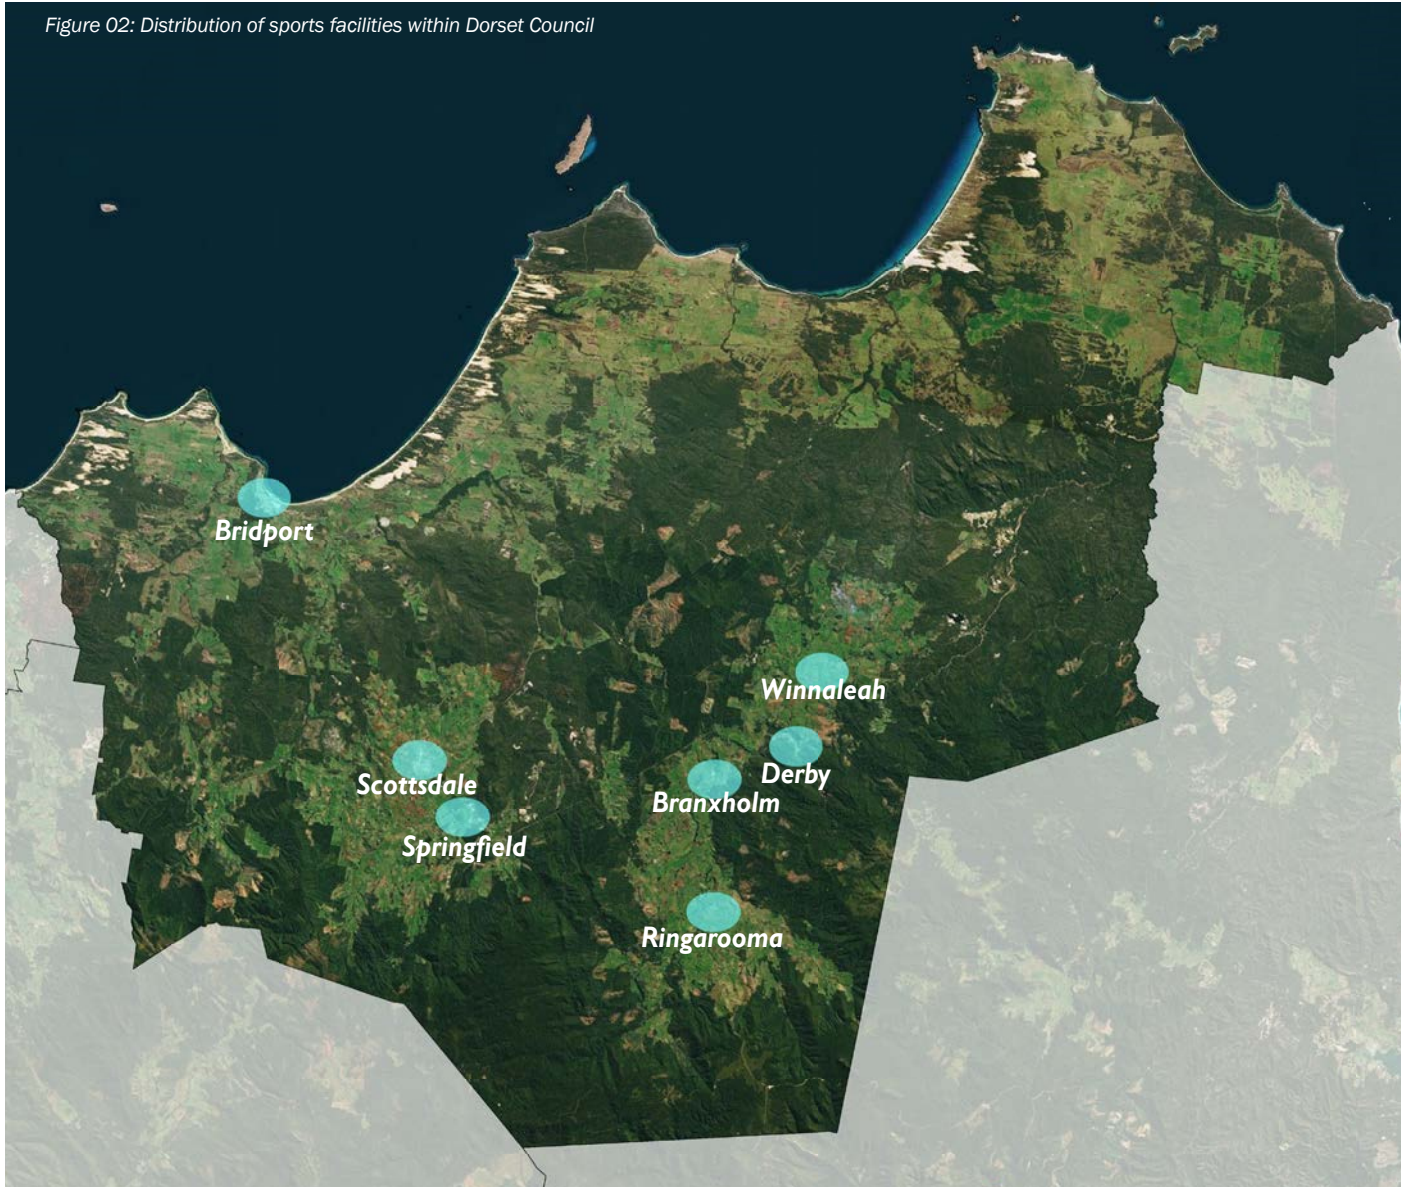 Figure 02: Distribution of sports facilities within Dorset Council
Bridport
Winnaleah
Derby
Scottsdale
Branxholm
Springfield
Ringarooma